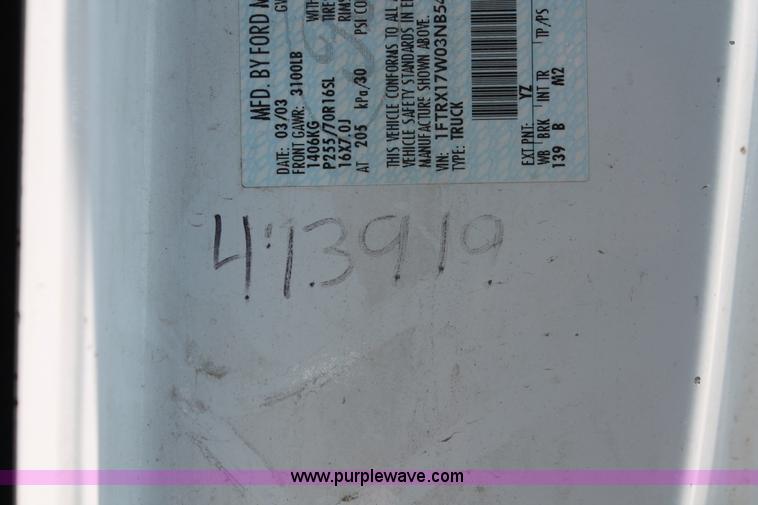 MFD. BY FORD
DATE: 03/03
FRONT GAWR: 3100LB
1406KG
P255/70R16SL
16X7.0J
AT 205 kPa/30 PSI
THIS VEHICLE CONFORMS TO ALL
VEHICLE SAFETY STANDARDS IN
MANUFACTURE SHOWN ABOVE.
VIN: 1FTRX17W03NB5
TYPE: TRUCK
EXT PNT: YZ
WB BRK INT TR TP/PS
139 B M2
473919
www.purplewave.com